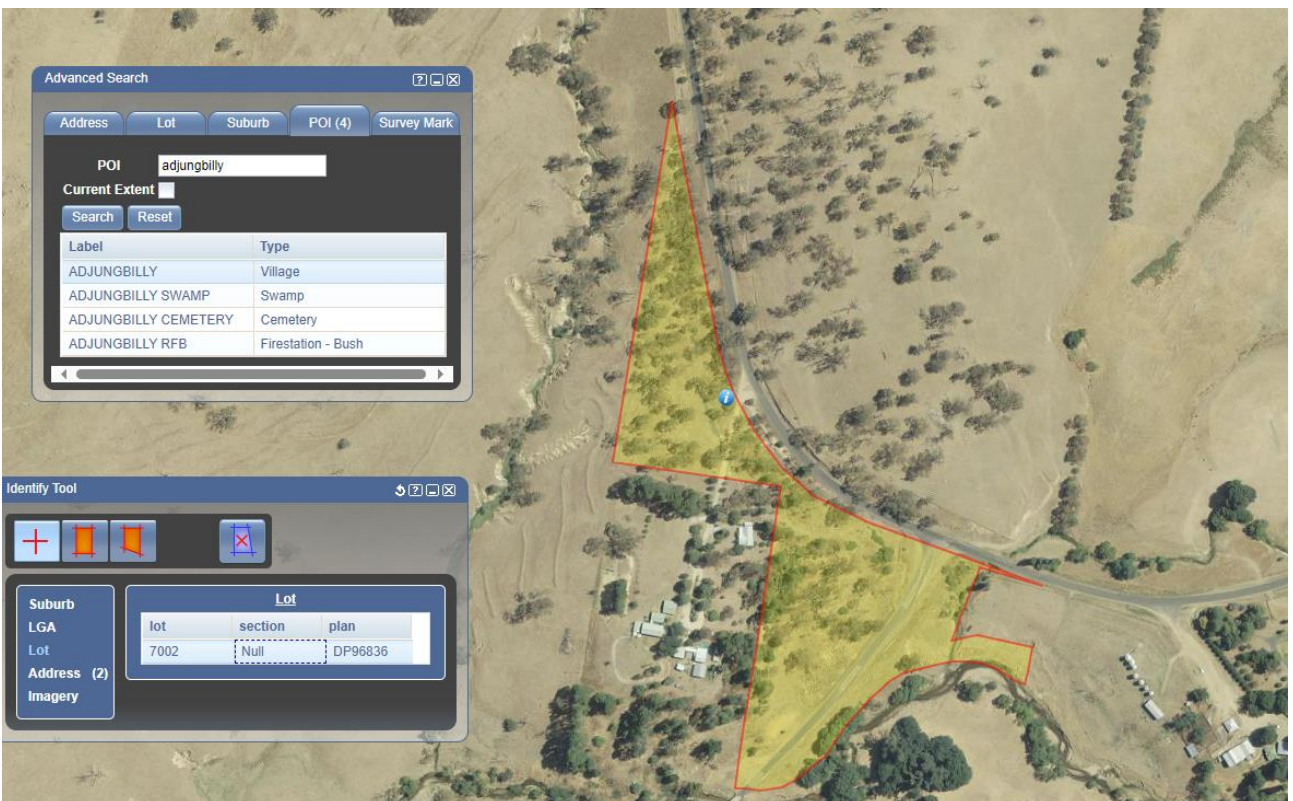 Advanced Search
Address Lot Suburb POI (4) Survey Mark
POI adjungbilly
Current Extent
Search Reset
Label Type
ADJUNGBILLY Village
ADJUNGBILLY SWAMP Swamp
ADJUNGBILLY CEMETERY Cemetery
ADJUNGBILLY RFB Firestation - Bush
Identify Tool
Suburb
LGA
Lot
Address (2)
Imagery
Lot
lot section plan
7002 Null DP96836